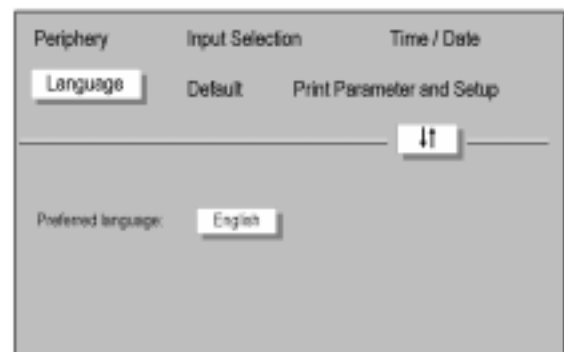 Periphery Input Selection Time / Date
Language Default Print Parameter and Setup
↓↑
Preferred language: English